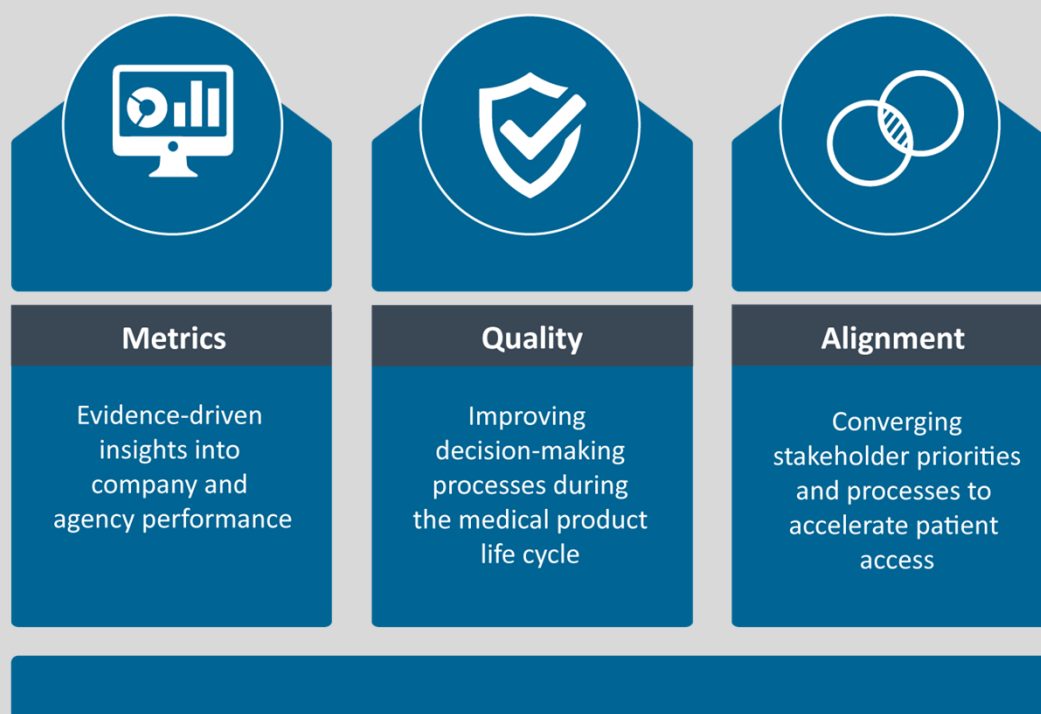 Metrics
Evidence-driven
insights into
company and
agency performance
Quality
Improving
decision-making
processes during
the medical product
life cycle
Alignment
Converging
stakeholder priorities
and processes to
accelerate patient
access